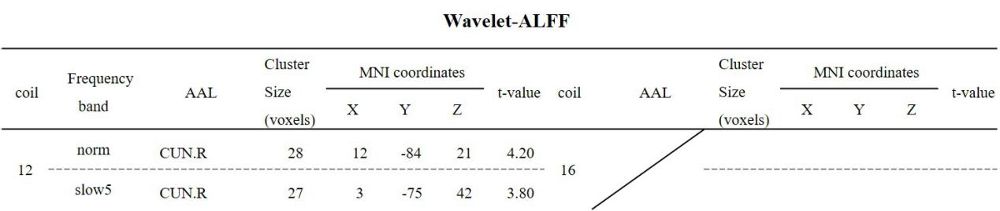 Wavelet-ALFF
coil Frequency band AAL Cluster Size (voxels) MNI coordinates X Y Z t-value coil AAL Cluster Size (voxels) MNI coordinates X Y Z t-value
12 norm CUN.R 28 12 -84 21 4.20 16
slow5 CUN.R 27 3 -75 42 3.80